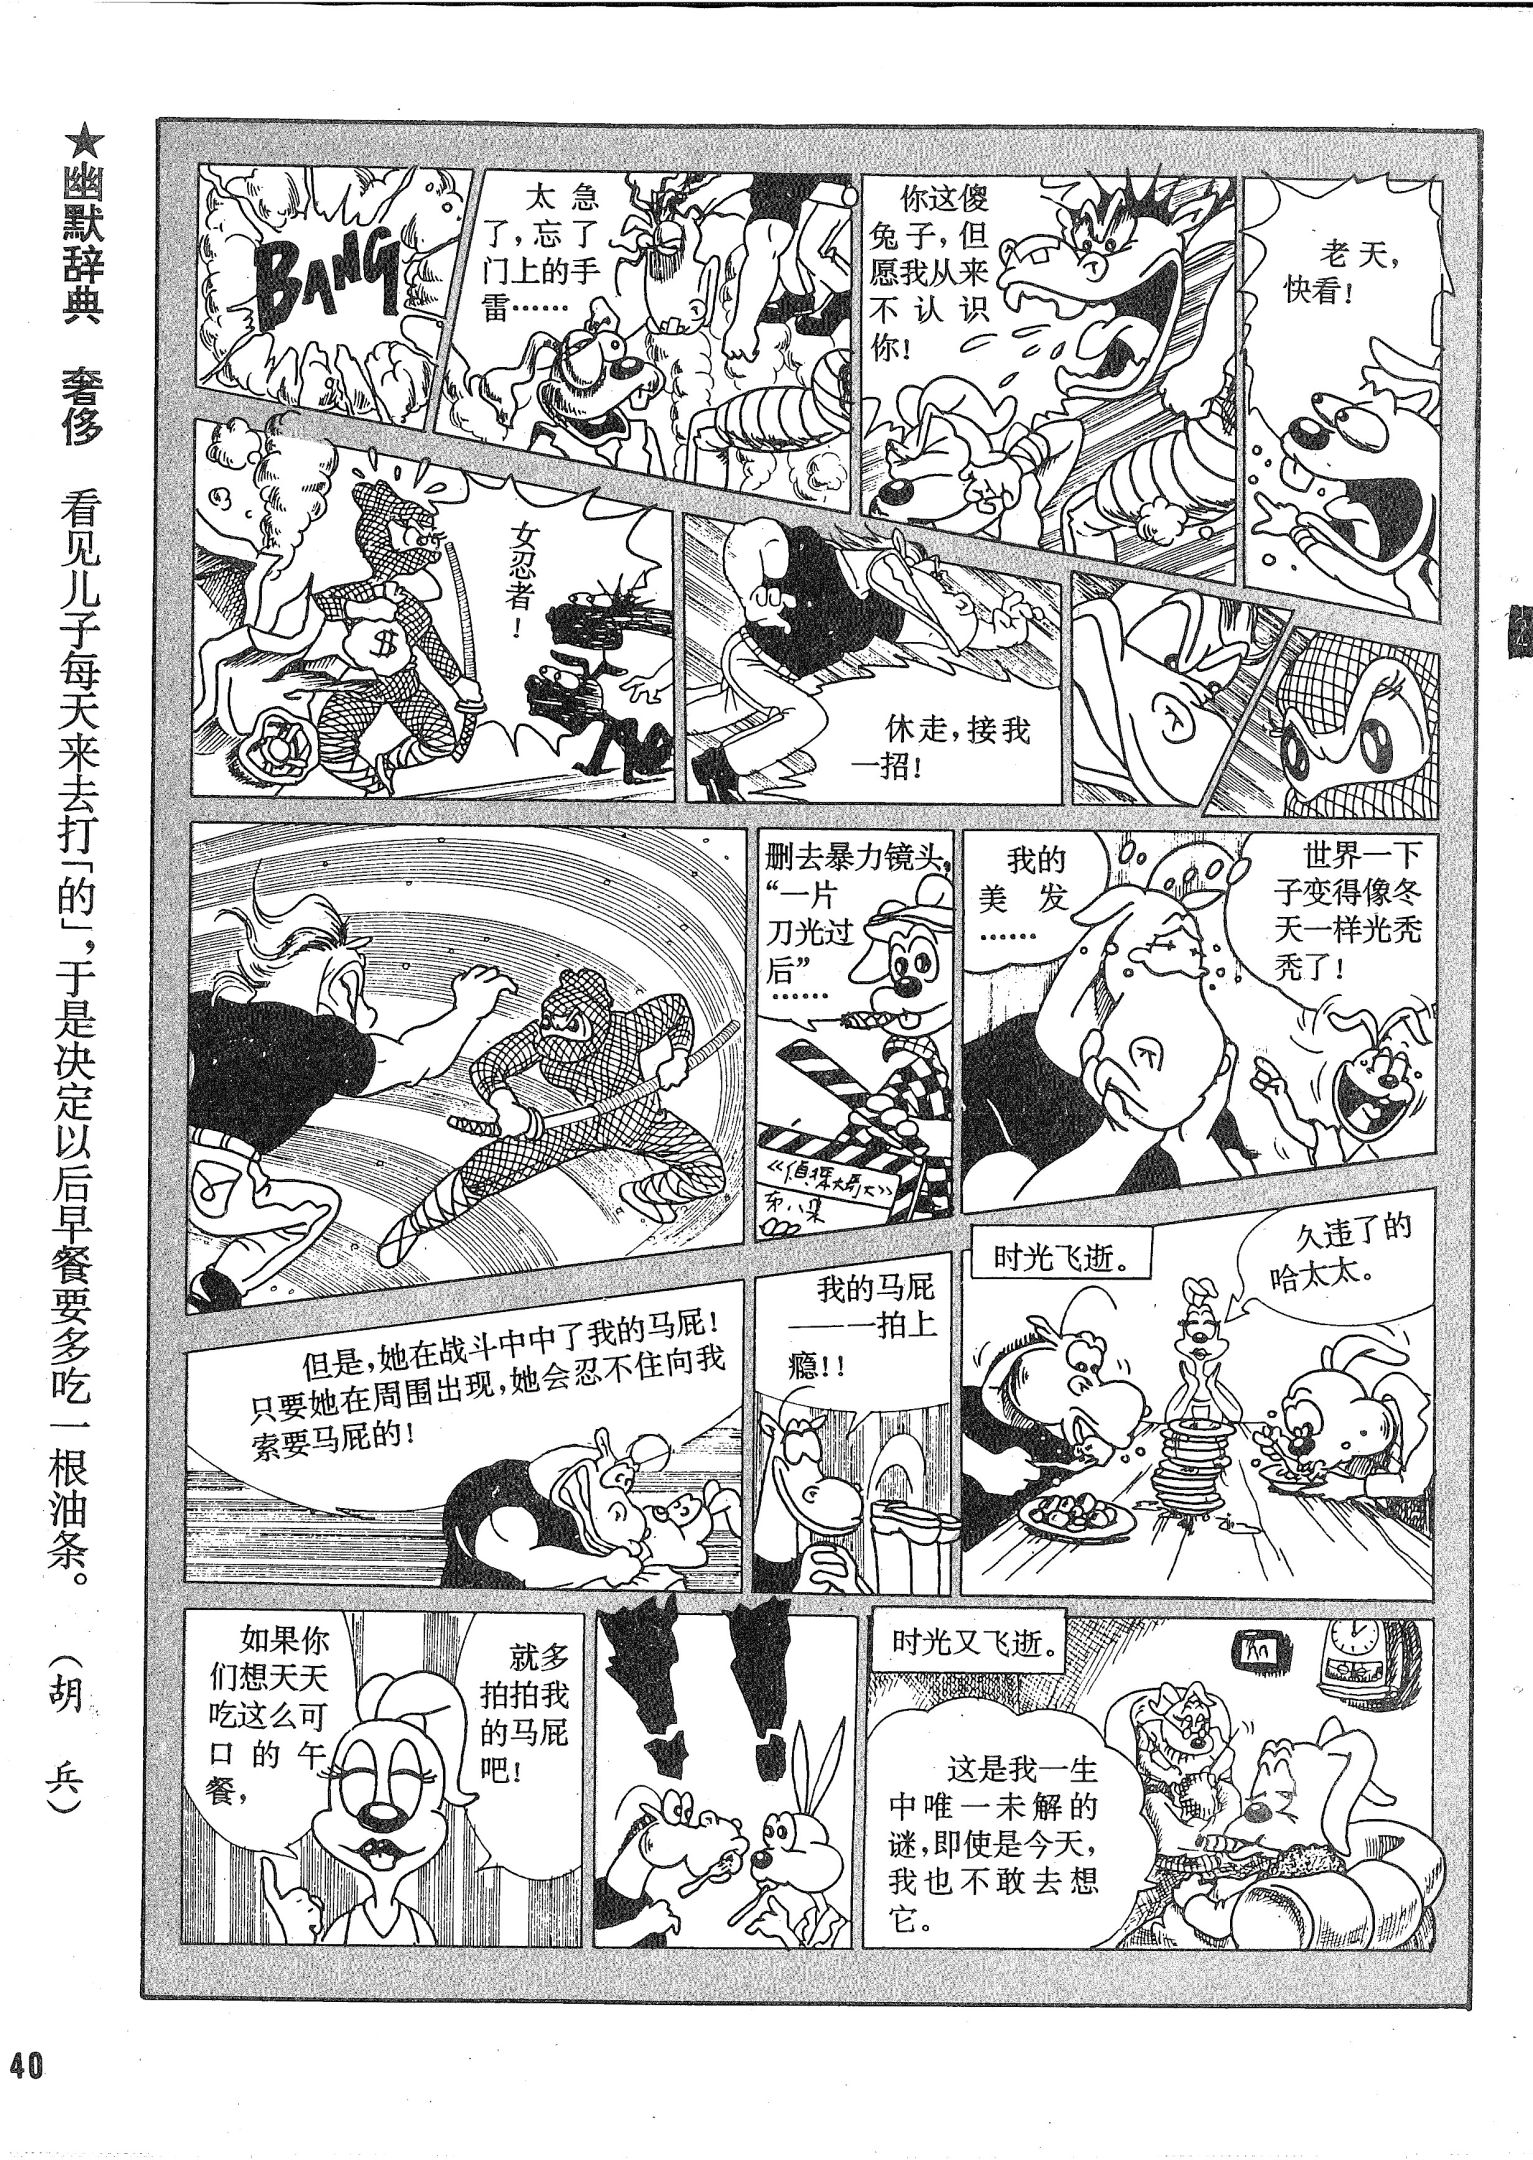 ★幽默辞典　奢侈　看见儿子每天来去打「的」，于是决定以后早餐要多吃一根油条。（胡　兵）
BANG
太急
了，忘了
门上的手
雷……
你这傻
兔子，但
愿我从来
不认识
你！
老天，
快看！
女忍者！
$
休走，接我
一招！
删去暴力镜头，
“一片
刀光过
后”
……
《侦探大哥大》
第八集
我的
美发
……
世界一下
子变得像冬
天一样光秃
秃了！
但是，她在战斗中中了我的马屁！
只要她在周围出现，她会忍不住向我
索要马屁的！
我的马屁
——一拍上
瘾！！
时光飞逝。
久违了的
哈太太。
如果你
们想天天
吃这么可
口的午
餐，
就多
拍拍我
的马屁
吧！
时光又飞逝。
这是我一生
中唯一未解的
谜，即使是今天，
我也不敢去想
它。
40